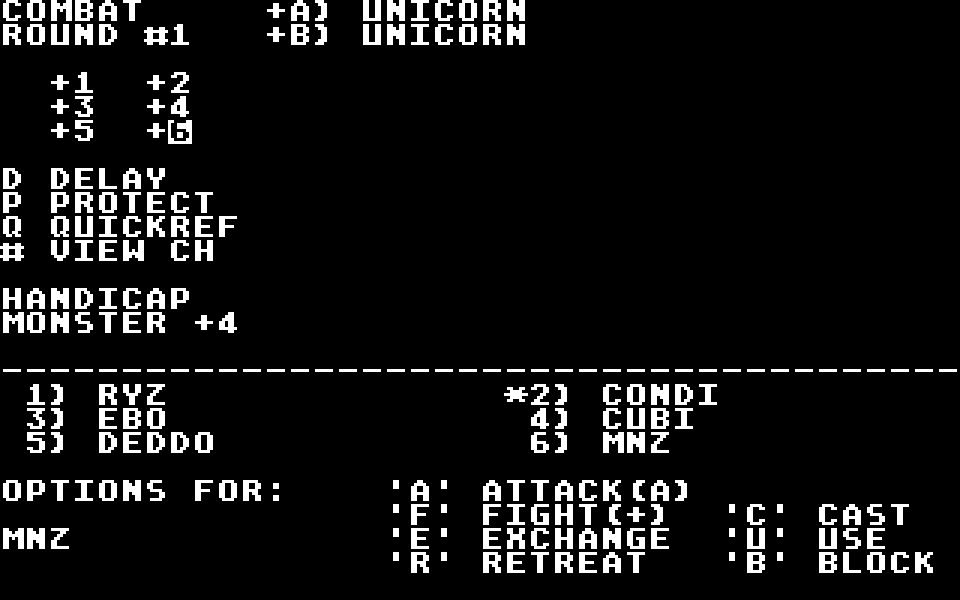 COMBAT +A) UNICORN
ROUND #1 +B) UNICORN
+1 +2
+3 +4
+5 +6
D DELAY
P PROTECT
Q QUICKREF
# VIEW CH
HANDICAP
MONSTER +4
1) RYZ *2) CONDI
3) EBO 4) CUBI
5) DEDDO 6) MNZ
OPTIONS FOR: 'A' ATTACK(A)
'F' FIGHT(+) 'C' CAST
MNZ 'E' EXCHANGE 'U' USE
'R' RETREAT 'B' BLOCK